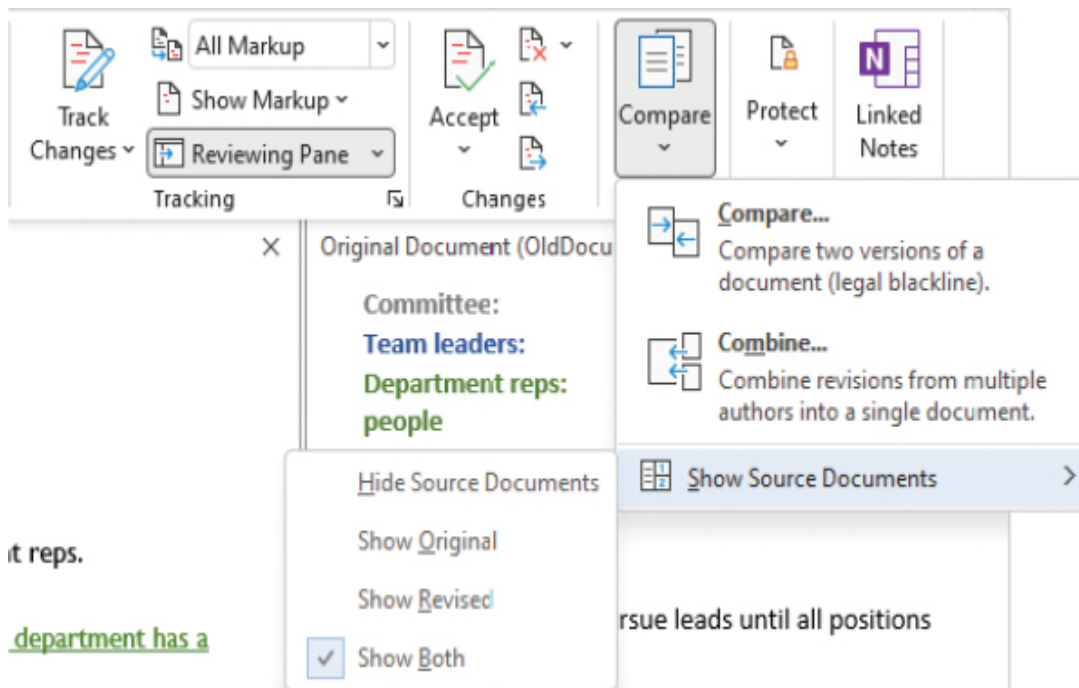 Track
Changes
All Markup
Show Markup
Reviewing Pane
Tracking
Accept
Changes
Compare
Protect
Linked
Notes
N
Original Document (OldDocu
Committee:
Team leaders:
Department reps:
people
Compare...
Compare two versions of a
document (legal blackline).
Combine...
Combine revisions from multiple
authors into a single document.
Show Source Documents
Hide Source Documents
Show Original
Show Revised
Show Both
t reps.
department has a
rsue leads until all positions